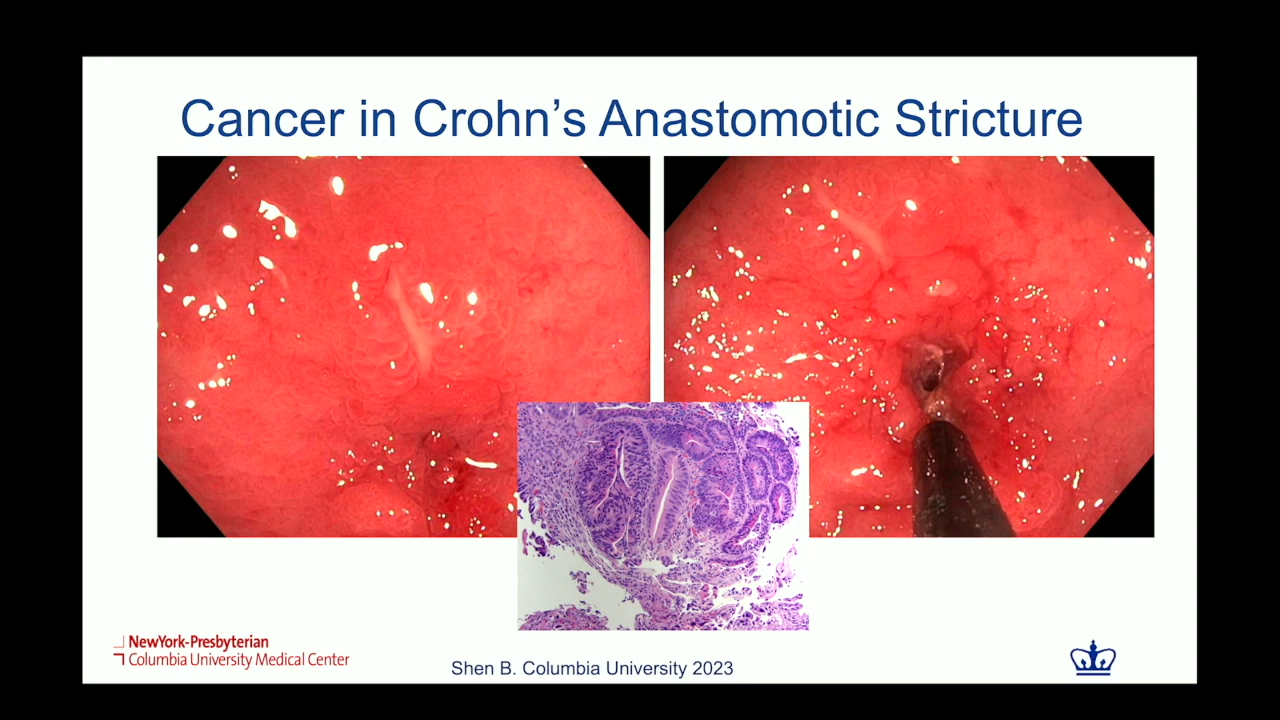 Cancer in Crohn’s Anastomotic Stricture
NewYork-Presbyterian
Columbia University Medical Center
Shen B. Columbia University 2023